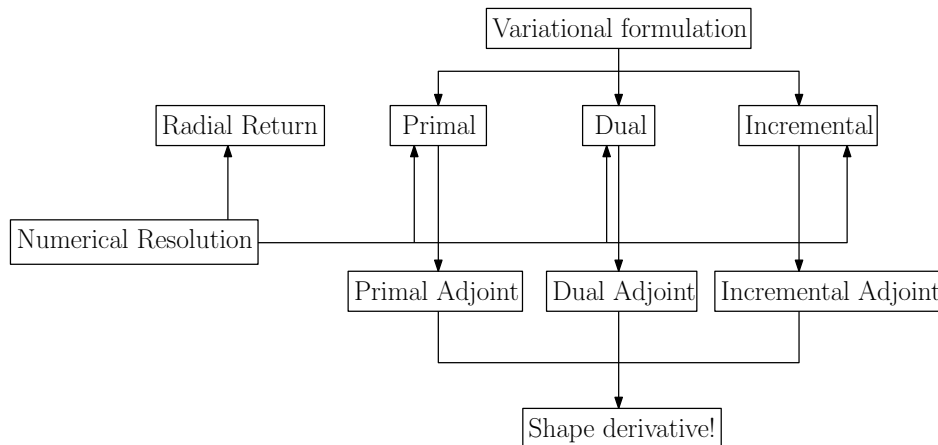 Variational formulation
Radial Return
Primal
Dual
Incremental
Numerical Resolution
Primal Adjoint
Dual Adjoint
Incremental Adjoint
Shape derivative!